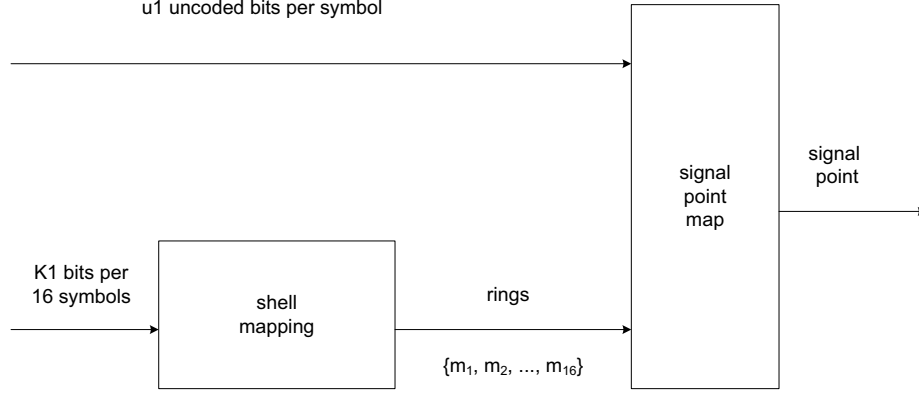 u1 uncoded bits per symbol
signal
point
map
signal
point
K1 bits per
16 symbols
shell
mapping
rings
{m₁, m₂, ..., m₁₆}